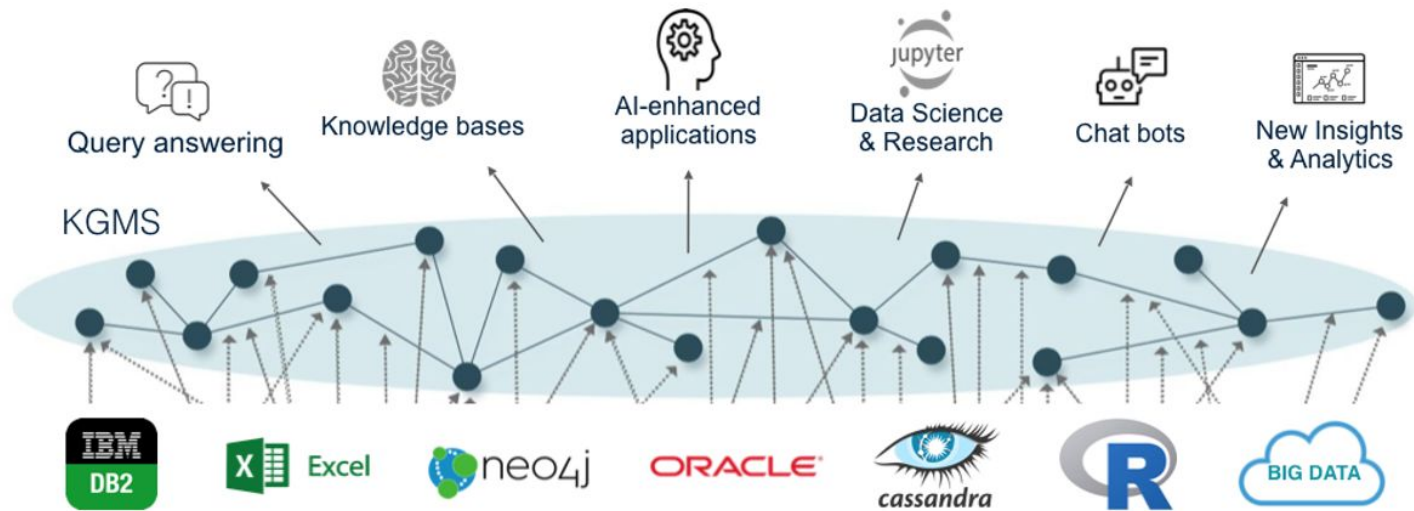 jupyter
AI-enhanced
applications
Query answering
Knowledge bases
Data Science
& Research
Chat bots
New Insights
& Analytics
KGMS
IBM
DB2
X Excel
neo4j
ORACLE
cassandra
R
BIG DATA